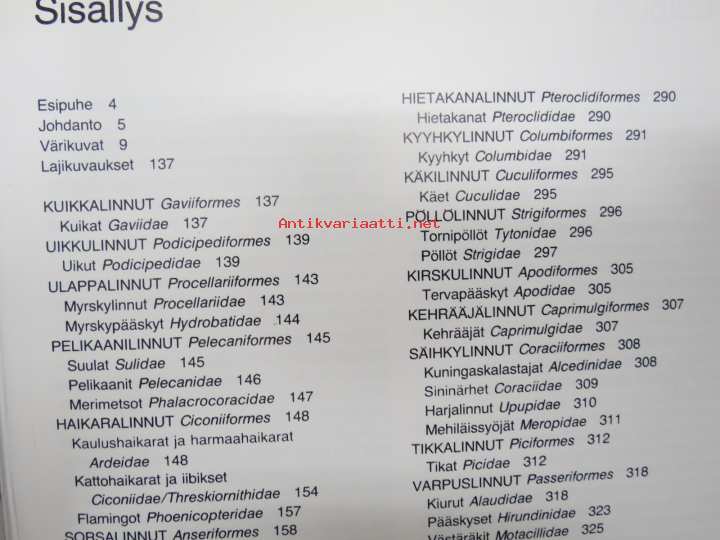 Sisällys
Esipuhe 4
Johdanto 5
Värikuvat 9
Lajikuvaukset 137
KUIKKALINNUT Gaviiformes 137
Kuikat Gaviidae 137
UIKKULINNUT Podicipediformes 139
Uikut Podicipedidae 139
ULAPPALINNUT Procellariiformes 143
Myrskylinnut Procellariidae 143
Myrskypääskyt Hydrobatidae 144
PELIKAANILINNUT Pelecaniformes 145
Suulat Sulidae 145
Pelikaanit Pelecanidae 146
Merimetsot Phalacrocoracidae 147
HAIKARALINNUT Ciconiiformes 148
Kaulushaikarat ja harmaahaikarat
Ardeidae 148
Kattohaikarat ja iibikset
Ciconiidae/Threskiornithidae 154
Flamingot Phoenicopteridae 157
SORSALINNUT Anseriformes 158
HIETAKANALINNUT Pteroclidiformes 290
Hietakanat Pteroclididae 290
KYYHKYLINNUT Columbiformes 291
Kyyhkyt Columbidae 291
KÄKILINNUT Cuculiformes 295
Käet Cuculidae 295
PÖLLÖLINNUT Strigiformes 296
Tornipöllöt Tytonidae 296
Pöllöt Strigidae 297
KIRSKULINNUT Apodiformes 305
Tervapääskyt Apodidae 305
KEHRÄÄJÄLINNUT Caprimulgiformes 307
Kehrääjät Caprimulgidae 307
SÄIHKYLINNUT Coraciiformes 308
Kuningaskalastajat Alcedinidae 308
Sininärhet Coraciidae 309
Harjalinnut Upupidae 310
Mehiläissyöjät Meropidae 311
TIKKALINNUT Piciformes 312
Tikat Picidae 312
VARPUSLINNUT Passeriformes 318
Kiurut Alaudidae 318
Pääskyset Hirundinidae 323
Västäräkit Motacillidae 325
Antikvariaatti.net